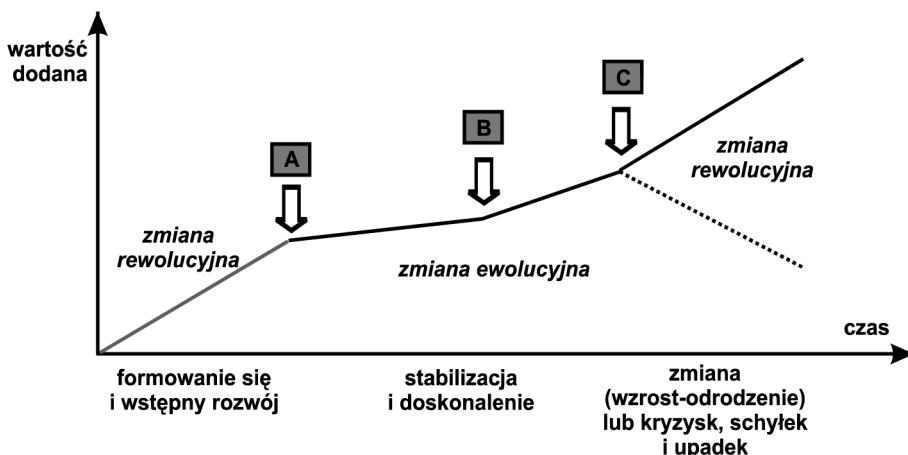 wartość
dodana
A
B
C
zmiana
rewolucyjna
zmiana ewolucyjna
zmiana
rewolucyjna
czas
formowanie się
i wstępny rozwój
stabilizacja
i doskonalenie
zmiana
(wzrost-odrodzenie)
lub kryzysk, schyłek
i upadek